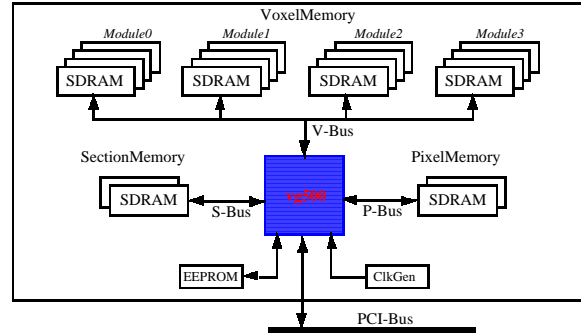 VoxelMemory
Module0 Module1 Module2 Module3
SDRAM SDRAM SDRAM SDRAM
V-Bus
SectionMemory PixelMemory
SDRAM vg500 SDRAM
S-Bus P-Bus
EEPROM ClkGen
PCI-Bus